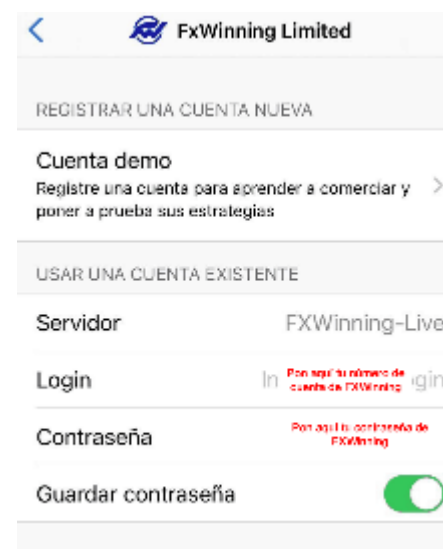 FxWinning Limited
REGISTRAR UNA CUENTA NUEVA
Cuenta demo
Registre una cuenta para aprender a comerciar y
poner a prueba sus estrategias
USAR UNA CUENTA EXISTENTE
Servidor FXWinning-Live
Login In Pon aquí tu número de gin
cuenta de FXWinning
Contraseña Pon aquí tu contraseña de
FXWinning
Guardar contraseña